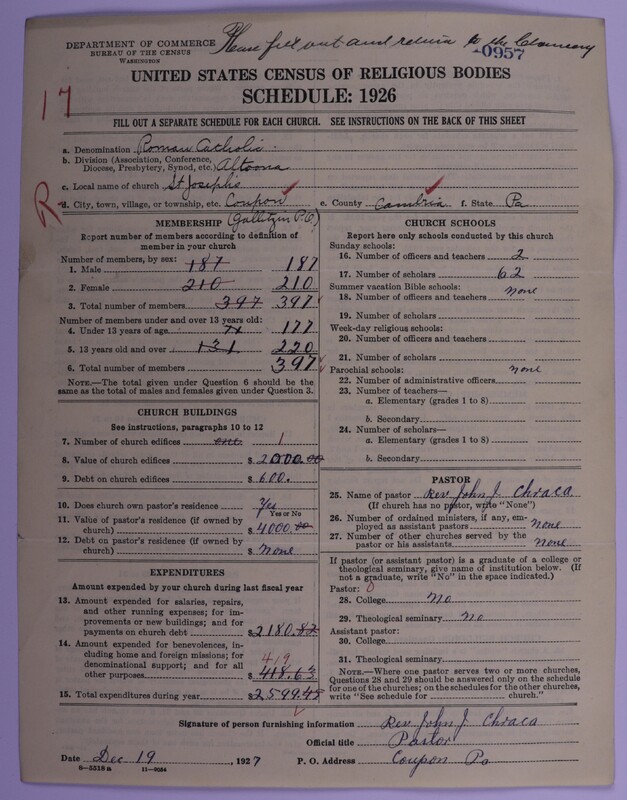 Please fill out and return to the Chancery
DEPARTMENT OF COMMERCE
BUREAU OF THE CENSUS
WASHINGTON
0957
UNITED STATES CENSUS OF RELIGIOUS BODIES
SCHEDULE: 1926
17
FILL OUT A SEPARATE SCHEDULE FOR EACH CHURCH. SEE INSTRUCTIONS ON THE BACK OF THIS SHEET
a. Denomination Roman Catholic
b. Division (Association, Conference,
Diocese, Presbytery, Synod, etc.) Altoona
c. Local name of church St Josephs
R
d. City, town, village, or township, etc. Coupon e. County Cambria f. State Pa
(Gallitzin P.O.)
MEMBERSHIP
Report number of members according to definition of
member in your church
Number of members, by sex:
1. Male 187 187
2. Female 210 210
3. Total number of members 397 397
Number of members under and over 13 years old:
4. Under 13 years of age 177
5. 13 years old and over 131 220
6. Total number of members 397
NOTE.—The total given under Question 6 should be
same as the total of males and females given under Question 3.
CHURCH BUILDINGS
See instructions, paragraphs 10 to 12
7. Number of church edifices one 1
8. Value of church edifices $ 2000.00
9. Debt on church edifices $ 600.
10. Does church own pastor's residence Yes
Yes or No
11. Value of pastor's residence (if owned by
church) $ 4000.00
12. Debt on pastor's residence (if owned by
church) $ None
EXPENDITURES
Amount expended by your church during last fiscal year
13. Amount expended for salaries, repairs,
and other running expenses; for im-
provements or new buildings; and for
payments on church debt $ 2180.82
14. Amount expended for benevolences, in-
cluding home and foreign missions; for
denominational support; and for all
other purposes 419
$ 418.63
15. Total expenditures during year $ 2599.45
CHURCH SCHOOLS
Report here only schools conducted by this church
Sunday schools:
16. Number of officers and teachers 2
17. Number of scholars 62
Summer vacation Bible schools: none
18. Number of officers and teachers
19. Number of scholars
Week-day religious schools:
20. Number of officers and teachers
21. Number of scholars
Parochial schools: none
22. Number of administrative officers
23. Number of teachers—
a. Elementary (grades 1 to 8)
b. Secondary
24. Number of scholars—
a. Elementary (grades 1 to 8)
b. Secondary
PASTOR
25. Name of pastor Rev John J. Chraca
(If church has no pastor, write "None")
26. Number of ordained ministers, if any, em-
ployed as assistant pastors none
27. Number of other churches served by the
pastor or his assistants none
If pastor (or assistant pastor) is a graduate of a college or
theological seminary, give name of institution below. (If
not a graduate, write "No" in the space indicated.)
Pastor: 0
28. College No
29. Theological seminary No
Assistant pastor:
30. College
31. Theological seminary
NOTE.—Where one pastor serves two or more churches,
Questions 28 and 29 should be answered only on the schedule
for one of the churches; on the schedules for the other churches,
write "See schedule for church."
Signature of person furnishing information Rev. John J. Chraca
Official title Pastor
Date Dec 19, 1927 P. O. Address Coupon Pa
8—5518 a 11—9264